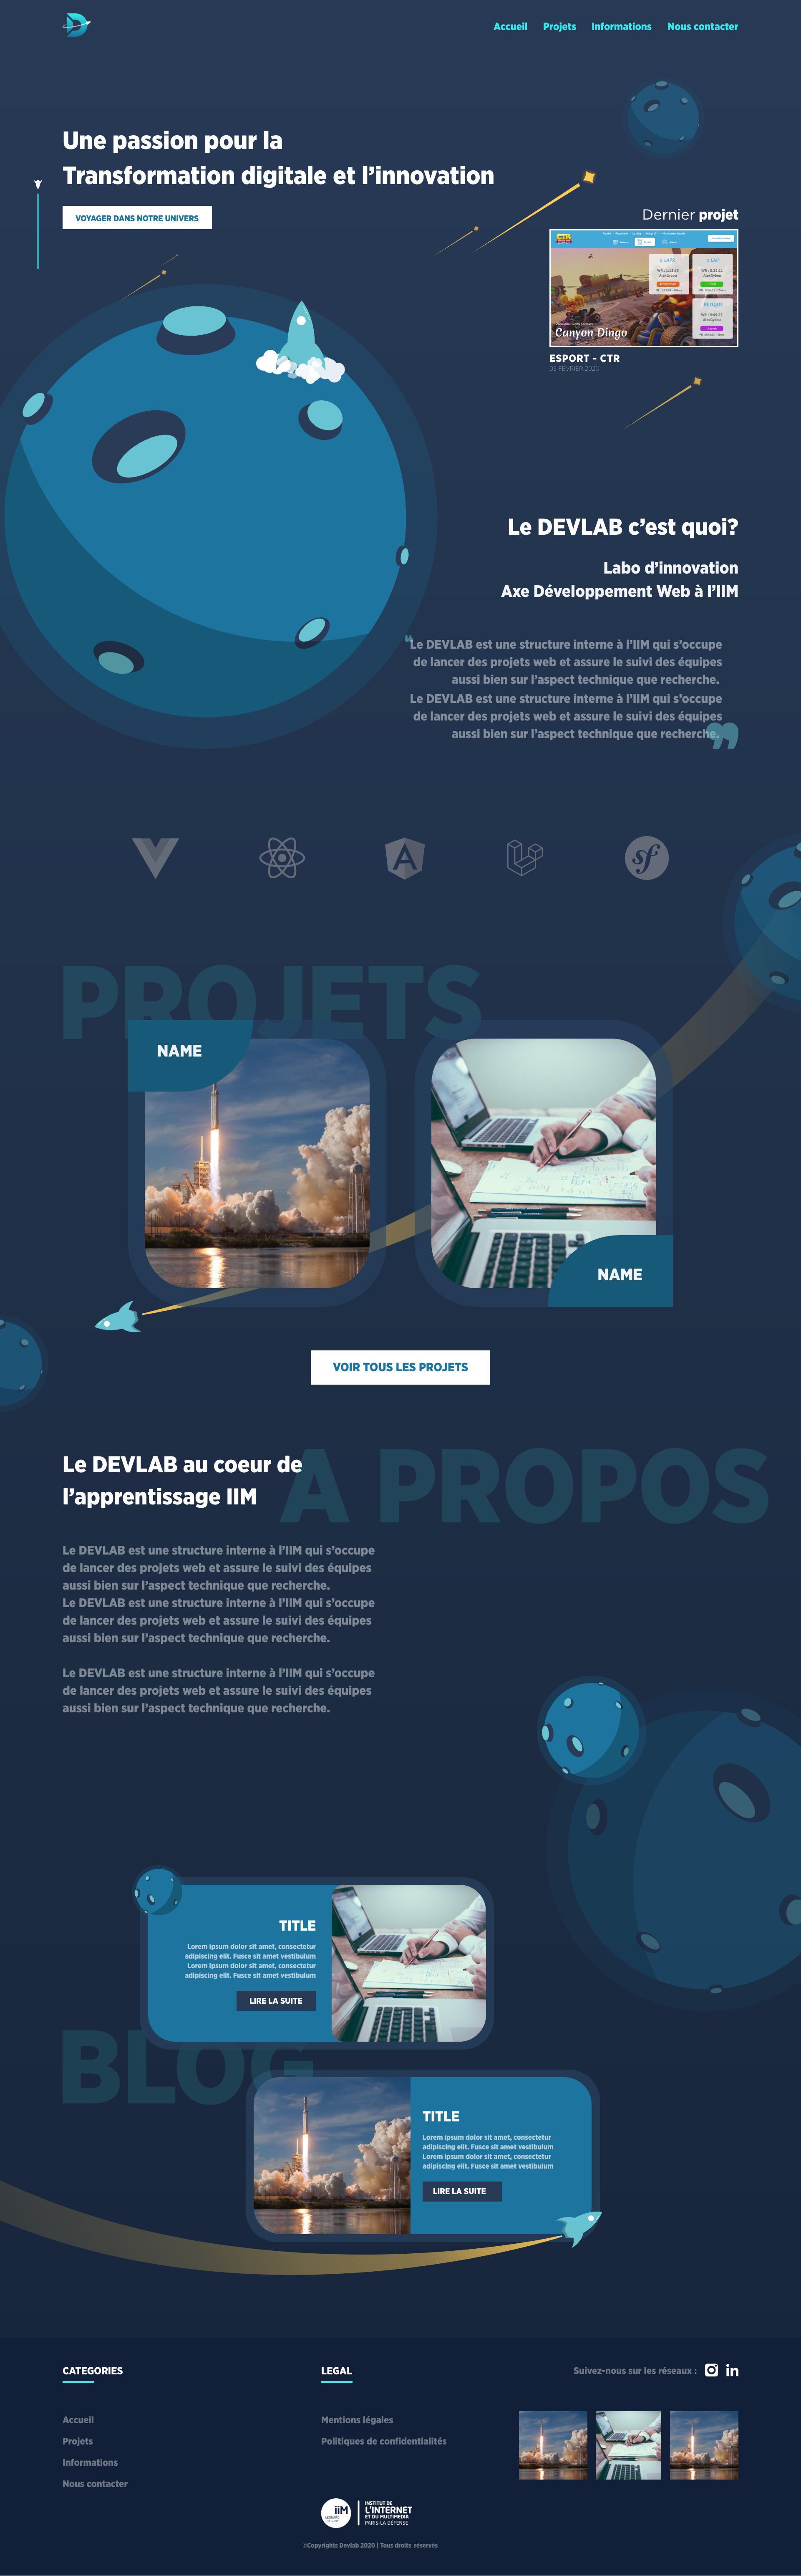 Accueil Projets Informations Nous contacter
Une passion pour la
Transformation digitale et l’innovation
VOYAGER DANS NOTRE UNIVERS
Dernier projet
Canyon Dingo
ESPORT - CTR
05 FEVRIER 2020
Le DEVLAB c’est quoi?
Labo d’innovation
Axe Développement Web à l’IIM
❝
Le DEVLAB est une structure interne à l’IIM qui s’occupe
de lancer des projets web et assure le suivi des équipes
aussi bien sur l’aspect technique que recherche.
Le DEVLAB est une structure interne à l’IIM qui s’occupe
de lancer des projets web et assure le suivi des équipes
aussi bien sur l’aspect technique que recherche.
❞
sf
PROJETS
NAME
NAME
VOIR TOUS LES PROJETS
A PROPOS
Le DEVLAB au coeur de
l’apprentissage IIM
Le DEVLAB est une structure interne à l’IIM qui s’occupe
de lancer des projets web et assure le suivi des équipes
aussi bien sur l’aspect technique que recherche.
Le DEVLAB est une structure interne à l’IIM qui s’occupe
de lancer des projets web et assure le suivi des équipes
aussi bien sur l’aspect technique que recherche.
Le DEVLAB est une structure interne à l’IIM qui s’occupe
de lancer des projets web et assure le suivi des équipes
aussi bien sur l’aspect technique que recherche.
TITLE
Lorem ipsum dolor sit amet, consectetur
adipiscing elit. Fusce sit amet vestibulum
Lorem ipsum dolor sit amet, consectetur
adipiscing elit. Fusce sit amet vestibulum
LIRE LA SUITE
BLOG
TITLE
Lorem ipsum dolor sit amet, consectetur
adipiscing elit. Fusce sit amet vestibulum
Lorem ipsum dolor sit amet, consectetur
adipiscing elit. Fusce sit amet vestibulum
LIRE LA SUITE
CATEGORIES
Accueil
Projets
Informations
Nous contacter
LEGAL
Mentions légales
Politiques de confidentialités
Suivez-nous sur les réseaux :
in
iiM
LÉONARD
DE VINCI
INSTITUT DE
L’INTERNET
ET DU MULTIMEDIA
PARIS-LA DÉFENSE
©Copyrights Devlab 2020 | Tous droits réservés